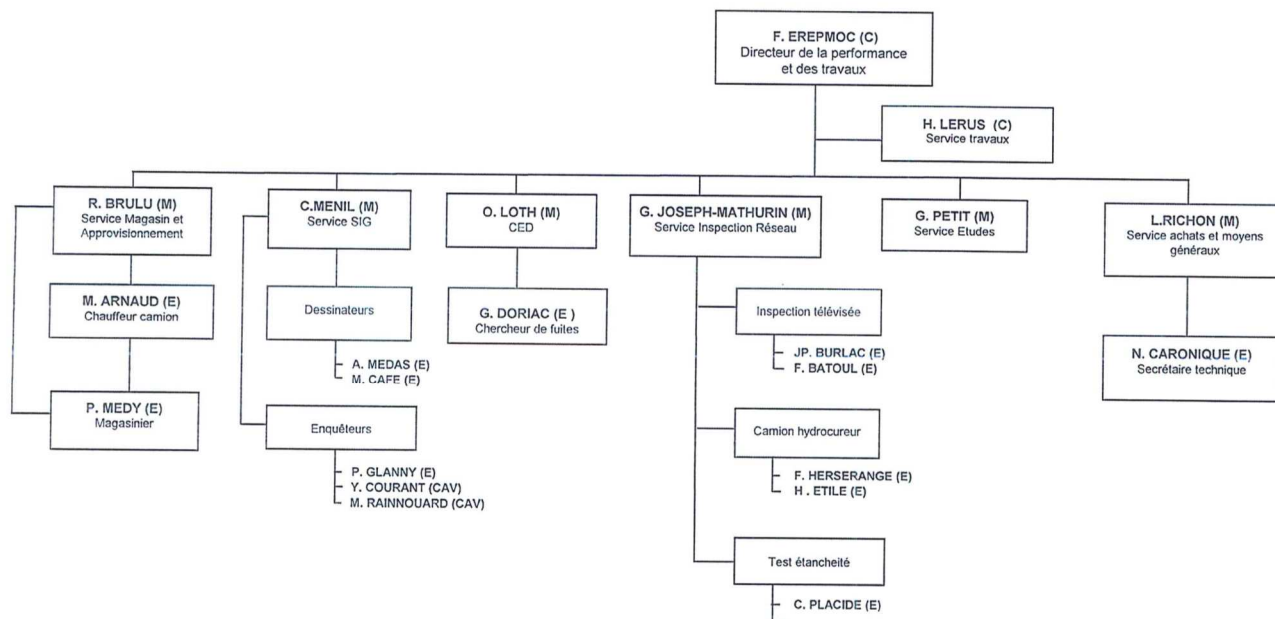 F. EREPMOC (C)
Directeur de la performance
et des travaux
H. LERUS (C)
Service travaux
R. BRULU (M)
Service Magasin et
Approvisionnement
C.MENIL (M)
Service SIG
O. LOTH (M)
CED
G. JOSEPH-MATHURIN (M)
Service Inspection Réseau
G. PETIT (M)
Service Etudes
L.RICHON (M)
Service achats et moyens
généraux
M. ARNAUD (E)
Chauffeur camion
Dessinateurs
A. MEDAS (E)
M. CAFE (E)
G. DORIAC (E )
Chercheur de fuites
Inspection télévisée
JP. BURLAC (E)
F. BATOUL (E)
N. CARONIQUE (E)
Secrétaire technique
P. MEDY (E)
Magasinier
Enquêteurs
P. GLANNY (E)
Y. COURANT (CAV)
M. RAINNOUARD (CAV)
Camion hydrocureur
F. HERSERANGE (E)
H . ETILE (E)
Test étancheité
C. PLACIDE (E)